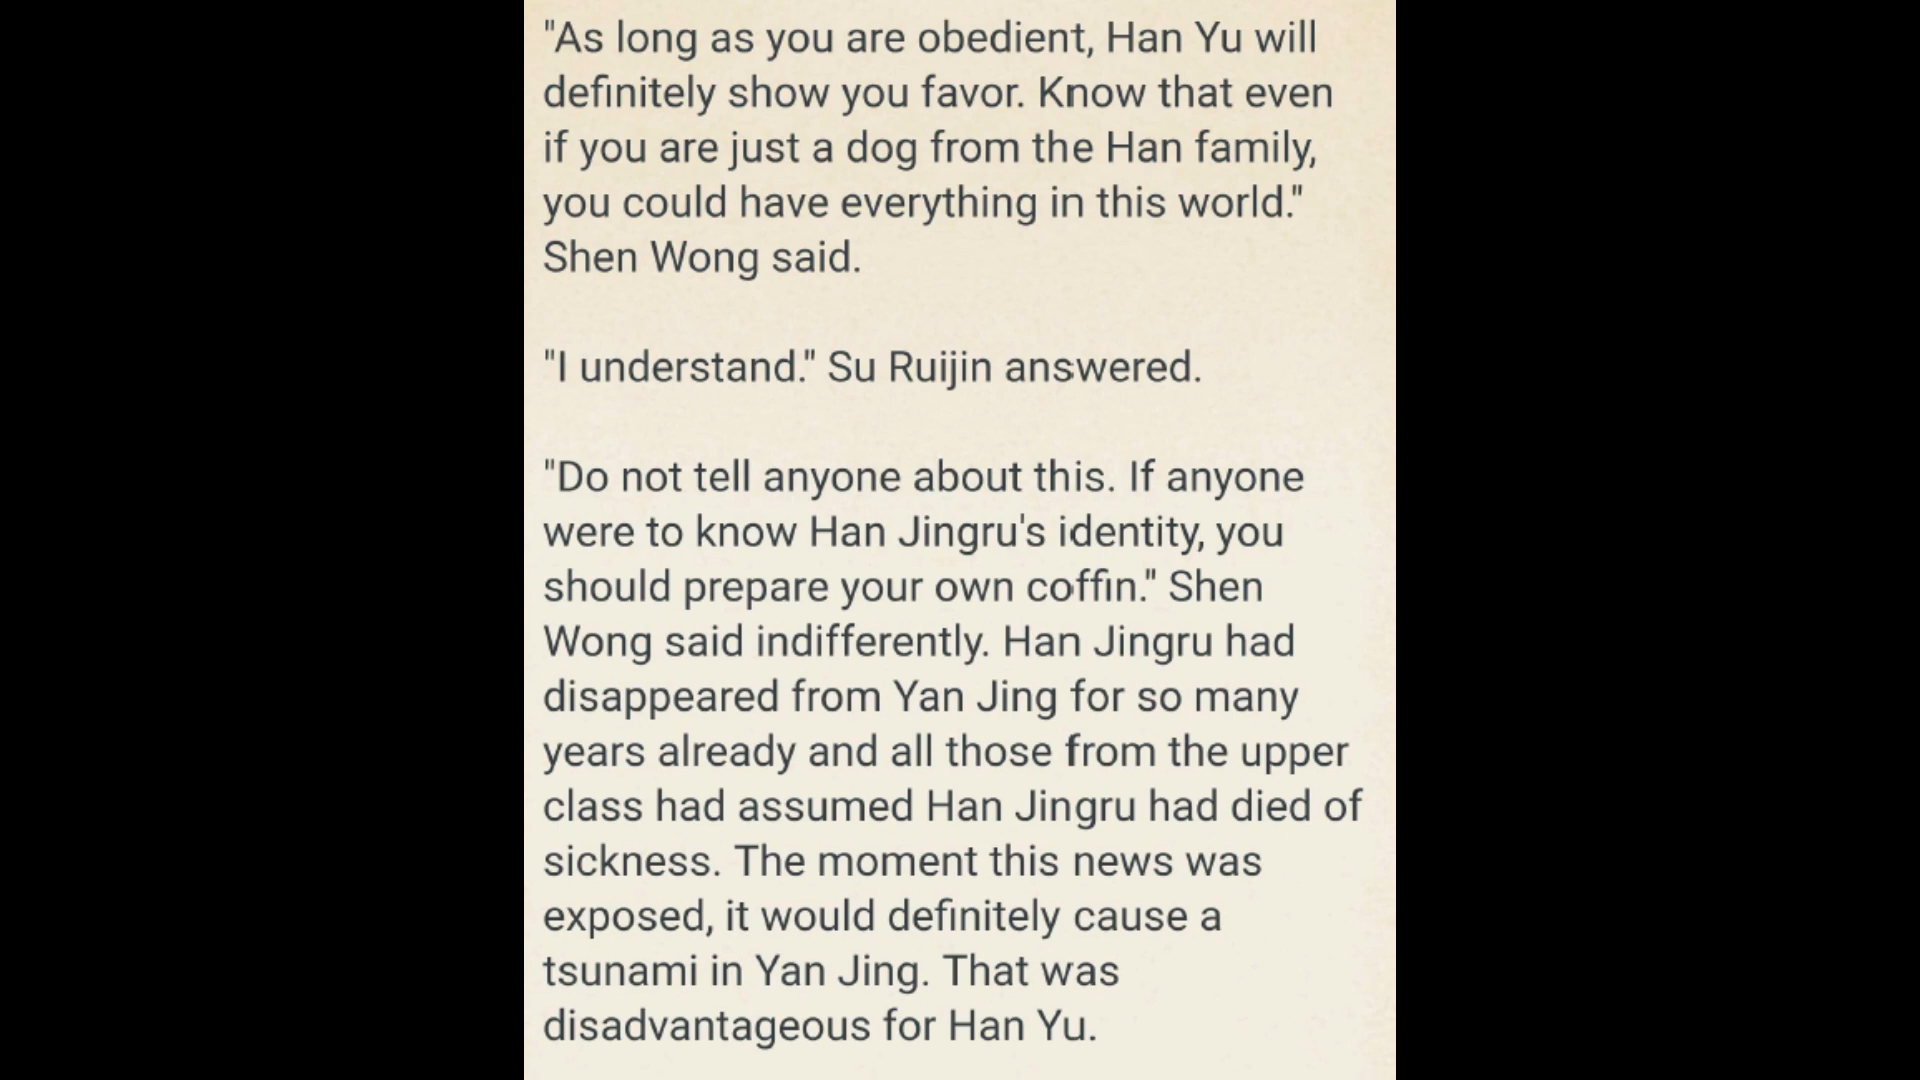 "As long as you are obedient, Han Yu will
definitely show you favor. Know that even
if you are just a dog from the Han family,
you could have everything in this world."
Shen Wong said.
"I understand." Su Ruijin answered.
"Do not tell anyone about this. If anyone
were to know Han Jingru's identity, you
should prepare your own coffin." Shen
Wong said indifferently. Han Jingru had
disappeared from Yan Jing for so many
years already and all those from the upper
class had assumed Han Jingru had died of
sickness. The moment this news was
exposed, it would definitely cause a
tsunami in Yan Jing. That was
disadvantageous for Han Yu.